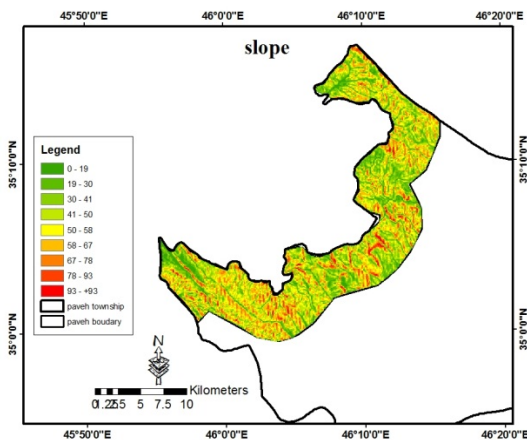 45°50'0"E 46°0'0"E 46°10'0"E 46°20'0"E
slope
35°10'0"N 35°10'0"N
Legend
0 - 19
19 - 30
30 - 41
41 - 50
50 - 58
58 - 67
67 - 78
78 - 93
93 - +93
paveh township
paveh boudary
35°0'0"N 35°0'0"N
N
Kilometers
0 1.25 2.5 5 7.5 10
45°50'0"E 46°0'0"E 46°10'0"E 46°20'0"E